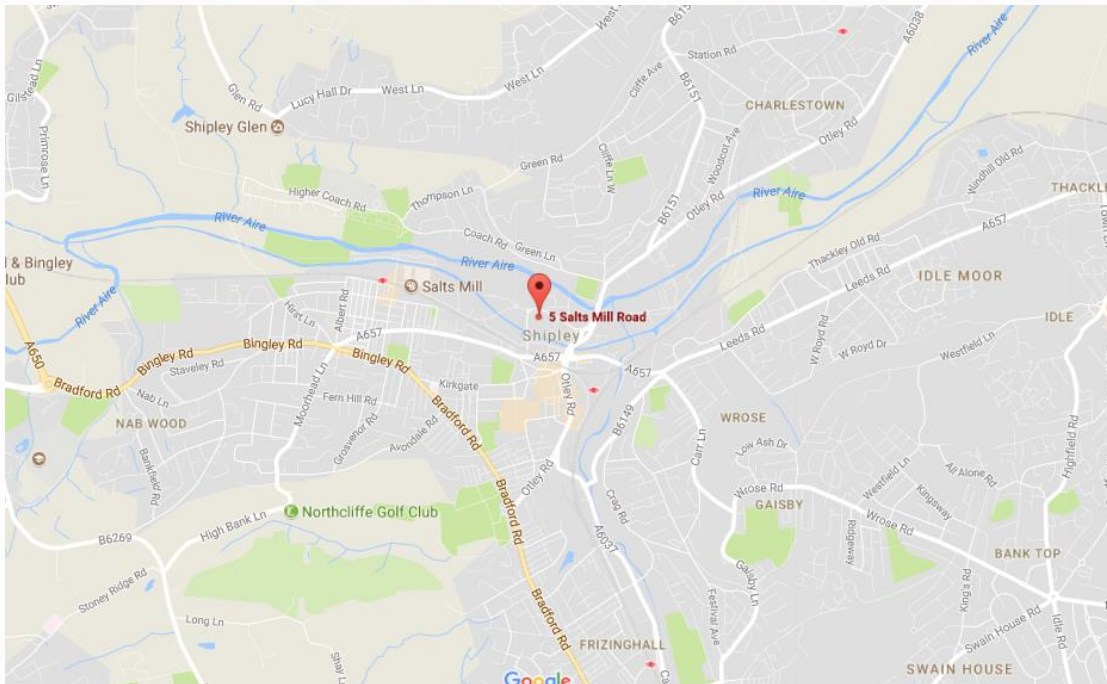 A6038
Gilstead Ln
Primrose Ln
Glen Rd
Lucy Hall Dr
West Ln
West Ln
Cliffe Ave
Station Rd
B6151
CHARLESTOWN
River Aire
Shipley Glen
Otley Rd
Woodcot Ave
Green Rd
Cliffe Ln W
Thompson Ln
Higher Coach Rd
B6151
Otley Rd
River Aire
Windhill Old Rd
THACKLE
Town Ln
A657
River Aire
Coach Rd
Green Ln
Thackley Old Rd
Leeds Rd
l & Bingley
lub
River Aire
Salts Mill
IDLE MOOR
River Aire
Albert Rd
Hirst Ln
5 Salts Mill Road
Shipley
IDLE
Leeds Rd
W Royd Rd
W Royd Dr
Westfield Ln
A650
Bingley Rd
Bingley Rd
A657
Bingley Rd
A657
A657
Staveley Rd
Bradford Rd
Nab Ln
Moorhead Ln
Fern Hill Rd
Kirkgate
Otley Rd
B6149
NAB WOOD
Grosvenor Rd
Avondale Rd
Bradford Rd
WROSE
Carr Ln
Low Ash Dr
Bankfield Rd
Highfield Rd
Westfield Ln
All Alone Rd
Otley Rd
Crag Rd
Wrose Rd
Kingsway
Northcliffe Golf Club
GAISBY
High Bank Ln
Ridgeway
Wrose Rd
B6269
A6037
BANK TOP
Stoney Ridge Rd
Gaisby Ln
King's Rd
Bradford Rd
Long Ln
Festival Ave
Idle Rd
Shay Ln
FRIZINGHALL
Swain House Rd
SWAIN HOUSE
Google